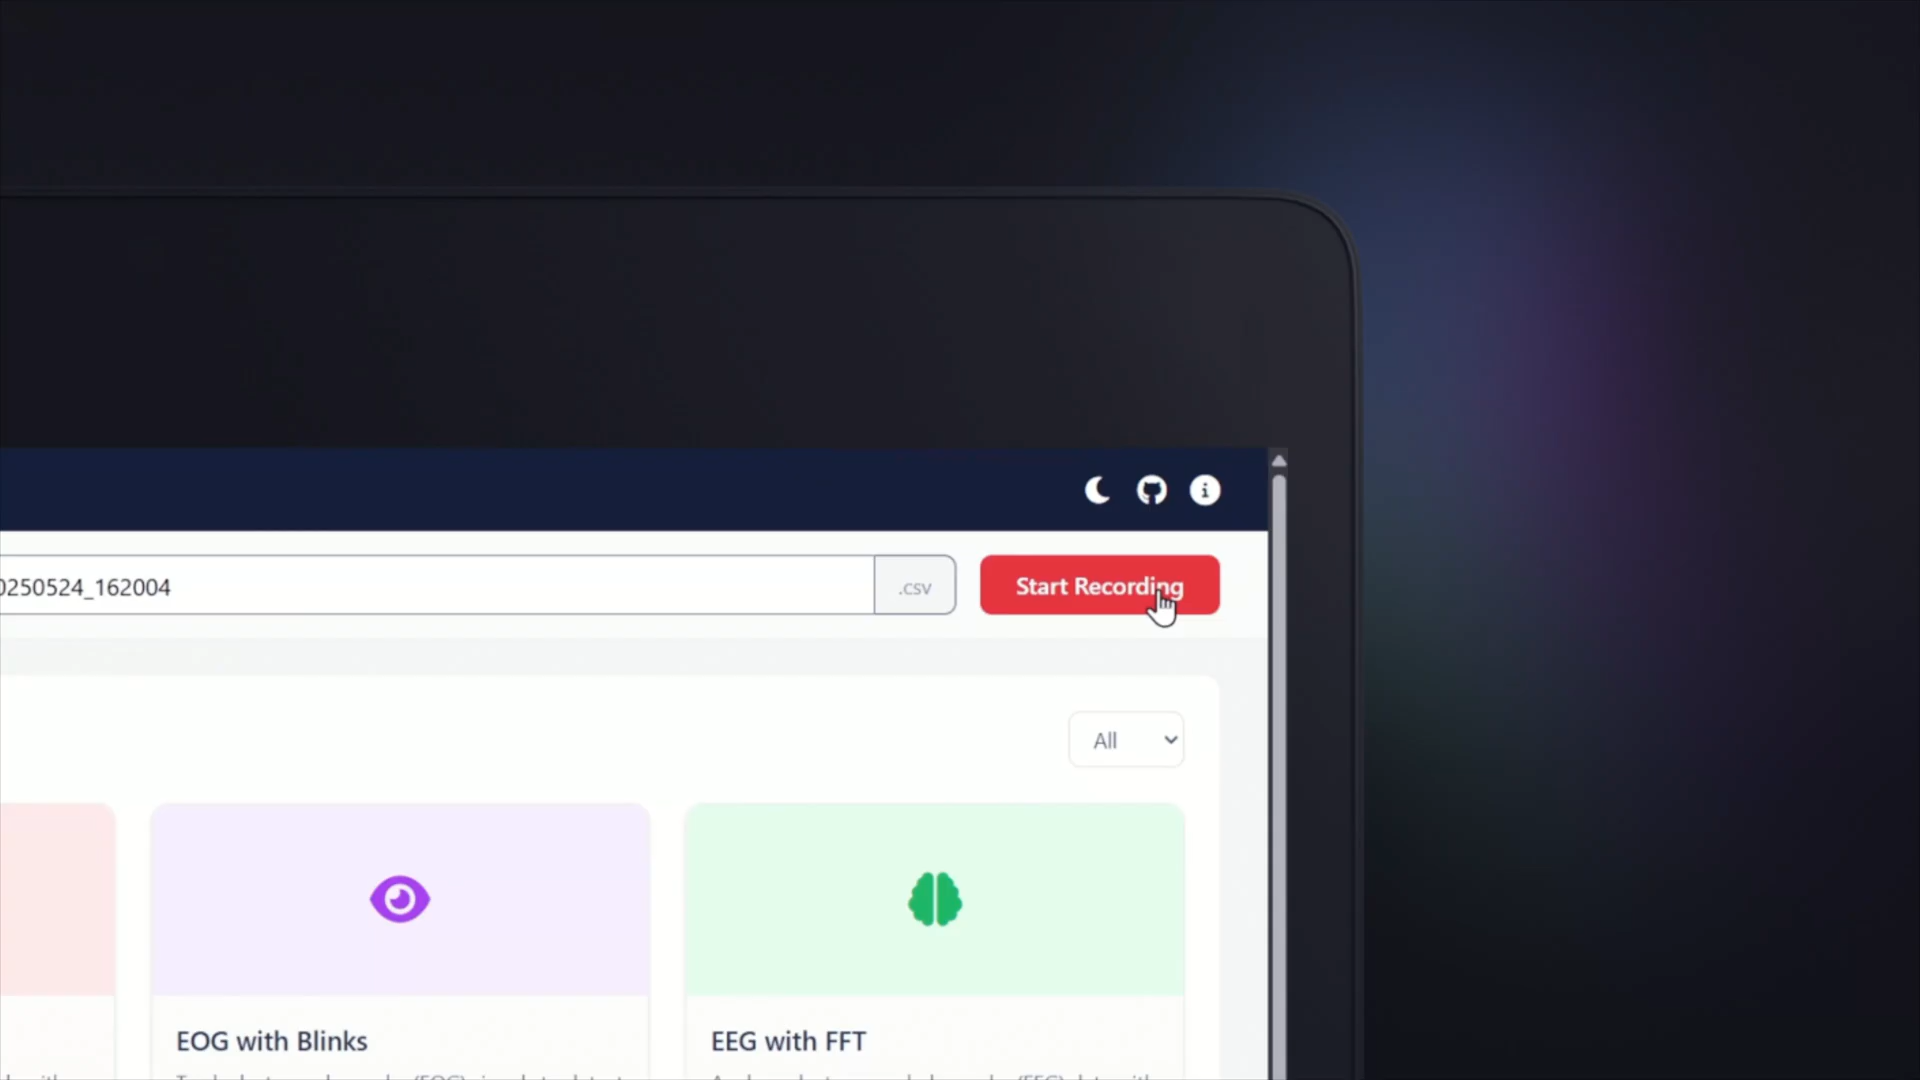 0250524_162004
.csv
Start Recording
All
EOG with Blinks
EEG with FFT